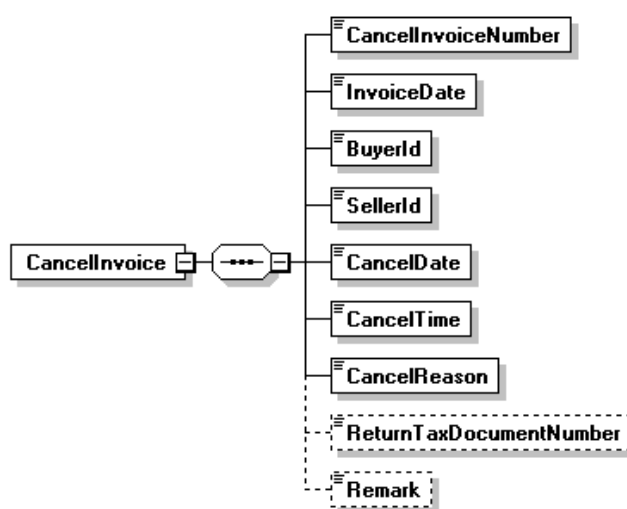 CancelInvoiceNumber
InvoiceDate
BuyerId
SellerId
CancelInvoice
CancelDate
CancelTime
CancelReason
ReturnTaxDocumentNumber
Remark